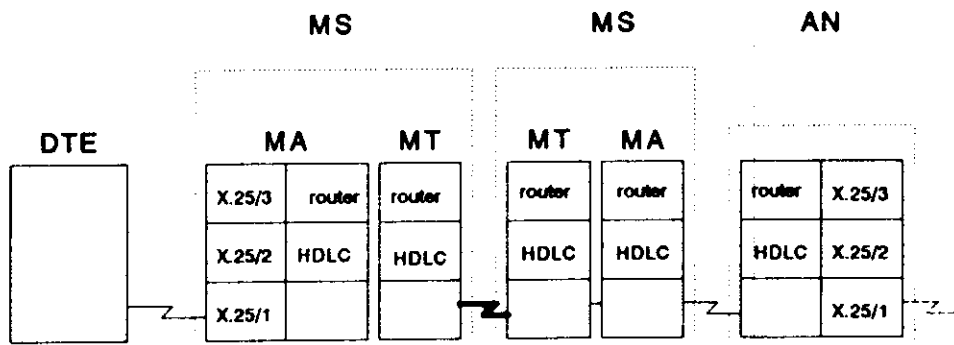 MS MS AN
DTE MA MT MT MA
X.25/3 router router router router router X.25/3
X.25/2 HDLC HDLC HDLC HDLC HDLC X.25/2
X.25/1 X.25/1